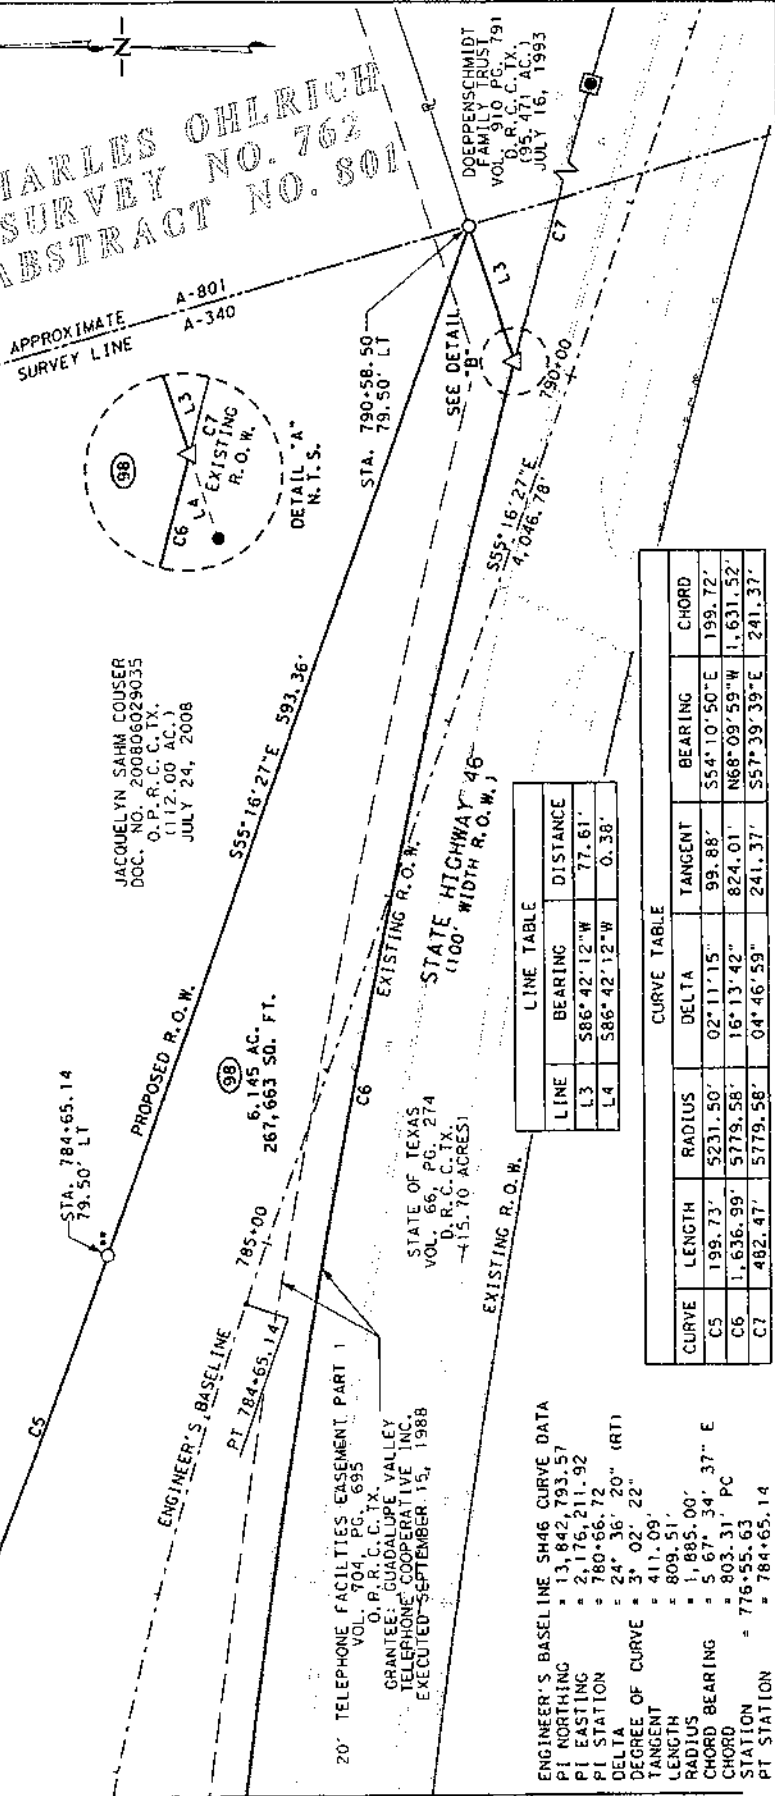 Z
CHARLES OHLRICH
SURVEY NO. 762
ABSTRACT NO. 801
APPROXIMATE
SURVEY LINE
A-801
A-340
DOEPPENSCHMIDT
FAMILY TRUST
VOL. 910 PG. 791
D.R.C.C.TX.
(95.471 AC.)
JULY 16, 1993
98
C6
L3
L4
C7
EXISTING
R.O.W.
DETAIL "A"
N.T.S.
STA. 790+58.50
79.50' LT
SEE DETAIL
"B"
L3
C7
790+00
JACQUELYN SAHM COUSER
DOC. NO. 200806029035
O.P.R.C.C.TX.
(112.00 AC.)
JULY 24, 2008
S55°16'27"E 593.36'
S55°16'27"E
4,046.78'
STA. 784+65.14
79.50' LT
PROPOSED R.O.W.
98
6.145 AC.
267,663 SQ. FT.
EXISTING R.O.W.
STATE HIGHWAY 46
(100' WIDTH R.O.W.)
C5
ENGINEER'S BASELINE
PT 784+65.14
785+00
C6
STATE OF TEXAS
VOL. 66, PG. 274
D.R.C.C.TX.
(15.70 ACRES)
EXISTING R.O.W.
20' TELEPHONE FACILTIES EASEMENT PART 1
VOL. 704, PG. 695
O.P.R.C.C.TX.
GRANTEE: GUADALUPE VALLEY
TELEPHONE COOPERATIVE INC.
EXECUTED SEPTEMBER 15, 1988
LINE TABLE
LINE BEARING DISTANCE
L3 S86°42'12"W 77.61'
L4 S86°42'12"W 0.38'
CURVE TABLE
CURVE LENGTH RADIUS DELTA TANGENT BEARING CHORD
C5 199.73' 5231.50' 02°11'15" 99.88' S54°10'50"E 199.72'
C6 1,636.99' 5779.58' 16°13'42" 824.01' N68°09'59"W 1,631.52'
C7 482.47' 5779.58' 04°46'59" 241.37' S57°39'39"E 241.37'
ENGINEER'S BASELINE SH46 CURVE DATA
PI NORTHING = 13,842,793.57
PI EASTING = 2,176,211.92
PI STATION = 780+66.72
DELTA = 24° 36' 20" (RT)
DEGREE OF CURVE = 3° 02' 22"
TANGENT = 411.09'
LENGTH = 809.51'
RADIUS = 1,885.00'
CHORD BEARING = S 67° 34' 37" E
CHORD = 803.31' PC
STATION = 776+55.63
PT STATION = 784+65.14